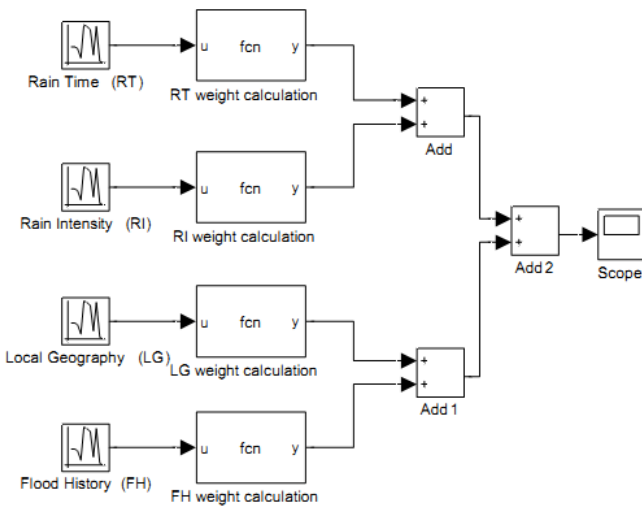 u fcn y
Rain Time (RT)
RT weight calculation
+
+
Add
u fcn y
Rain Intensity (RI)
RI weight calculation
+
+
Add 2
Scope
u fcn y
Local Geography (LG)
LG weight calculation
+
+
Add 1
u fcn y
Flood History (FH)
FH weight calculation